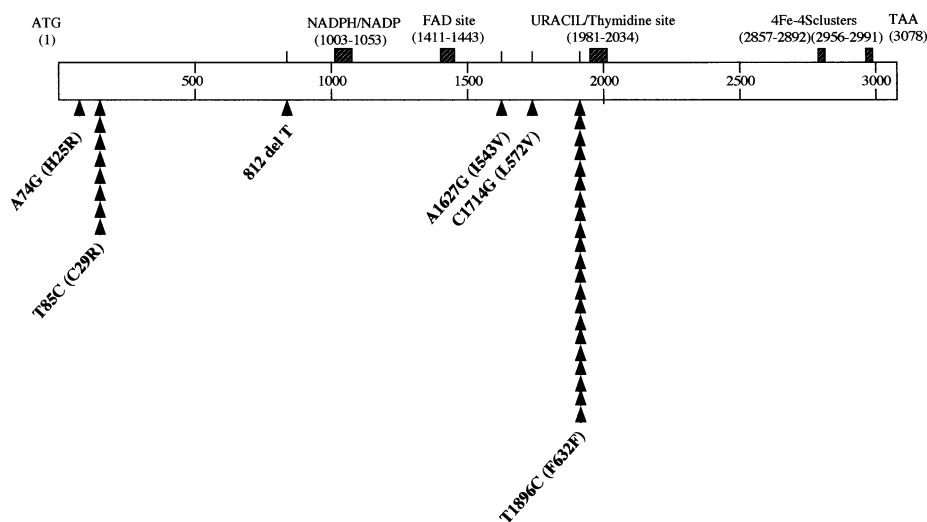 ATG
(1)
NADPH/NADP
(1003-1053)
FAD site
(1411-1443)
URACIL/Thymidine site
(1981-2034)
4Fe-4Sclusters
(2857-2892)(2956-2991)
TAA
(3078)
500
1000
1500
2000
2500
3000
A74G (H25R)
T85C (C29R)
812 del T
A1627G (I543V)
C1714G (L572V)
T1896C (F632F)